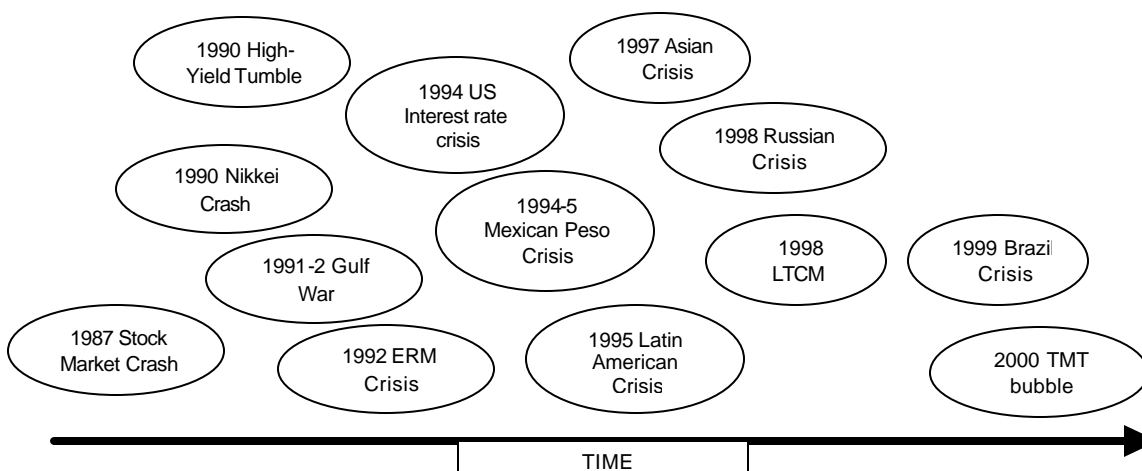 1990 High-
Yield Tumble
1997 Asian
Crisis
1994 US
Interest rate
crisis
1998 Russian
Crisis
1990 Nikkei
Crash
1994-5
Mexican Peso
Crisis
1991-2 Gulf
War
1998
LTCM
1999 Brazil
Crisis
1987 Stock
Market Crash
1992 ERM
Crisis
1995 Latin
American
Crisis
2000 TMT
bubble
TIME